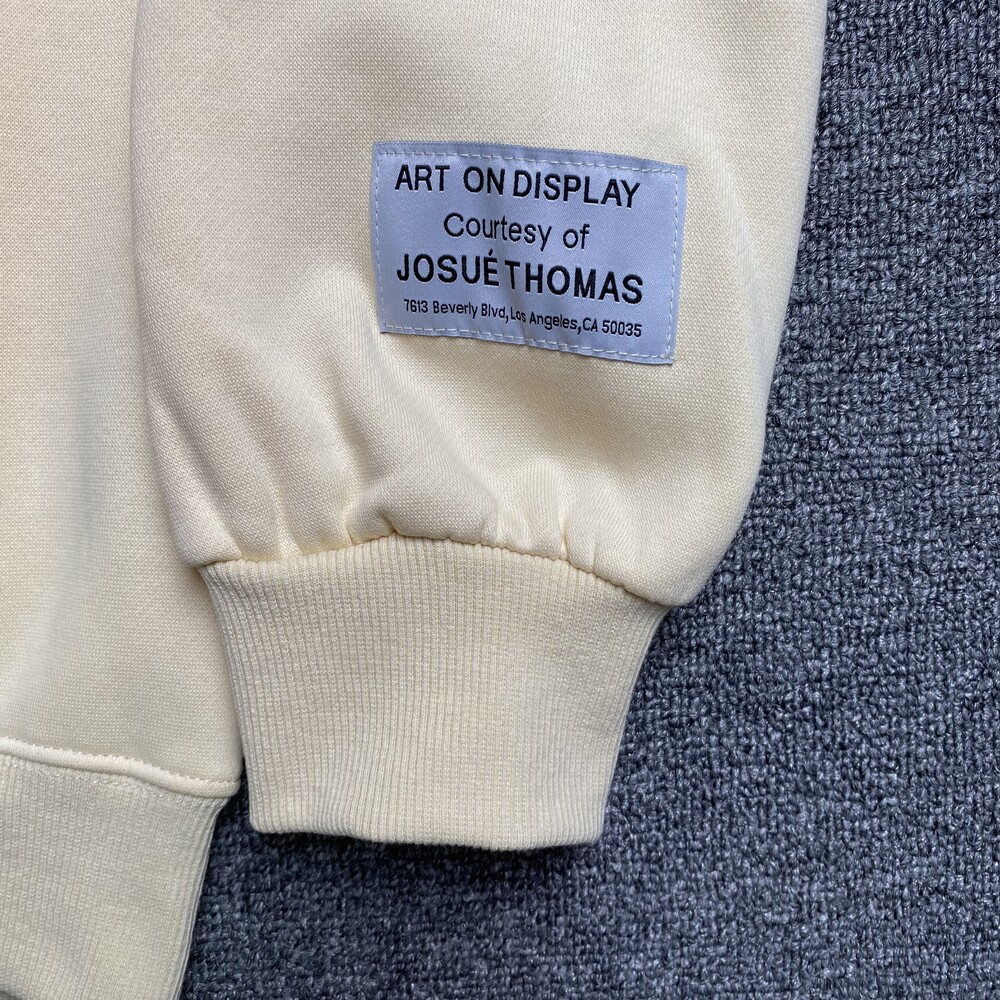 ART ON DISPLAY
Courtesy of
JOSUÉ THOMAS
7613 Beverly Blvd, Los Angeles, CA 50035